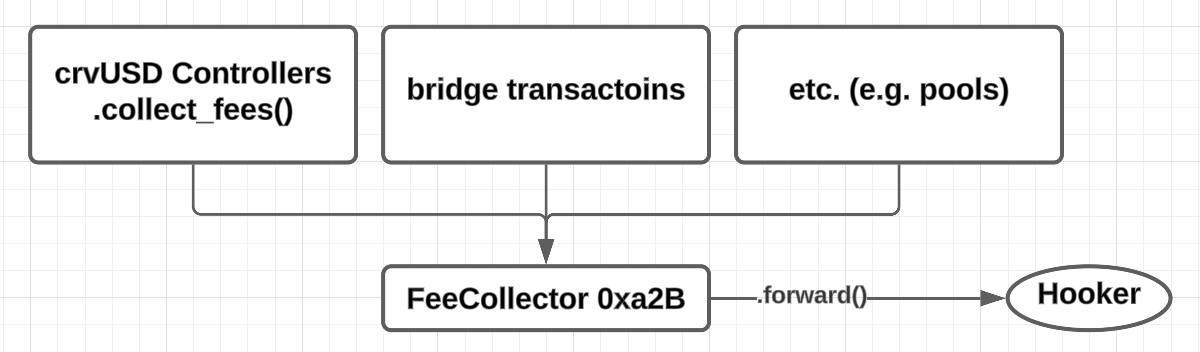 crvUSD Controllers
.collect_fees()
bridge transactoins
etc. (e.g. pools)
FeeCollector 0xa2B
.forward()
Hooker